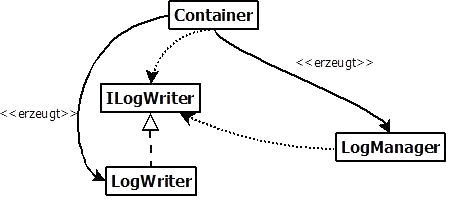 Container
<<erzeugt>>
ILogWriter
<<erzeugt>>
LogManager
LogWriter